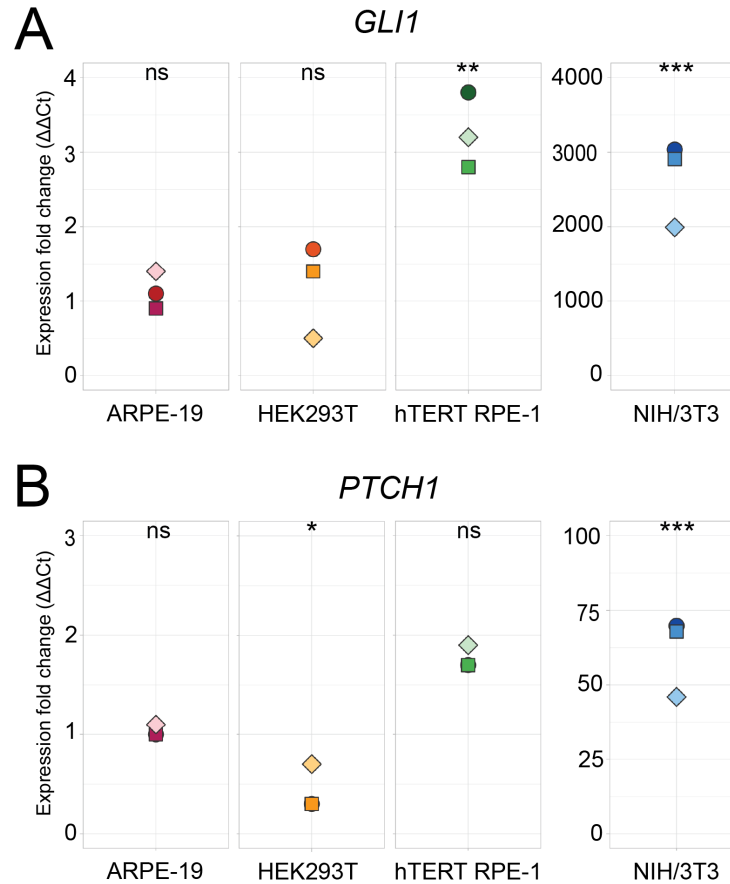 A
GLI1
Expression fold change (ΔΔCt)
4
3
2
1
0
ns
ns
**
4000
3000
2000
1000
0
***
ARPE-19
HEK293T
hTERT RPE-1
NIH/3T3
B
PTCH1
Expression fold change (ΔΔCt)
3
2
1
0
ns
*
ns
100
75
50
25
0
***
ARPE-19
HEK293T
hTERT RPE-1
NIH/3T3